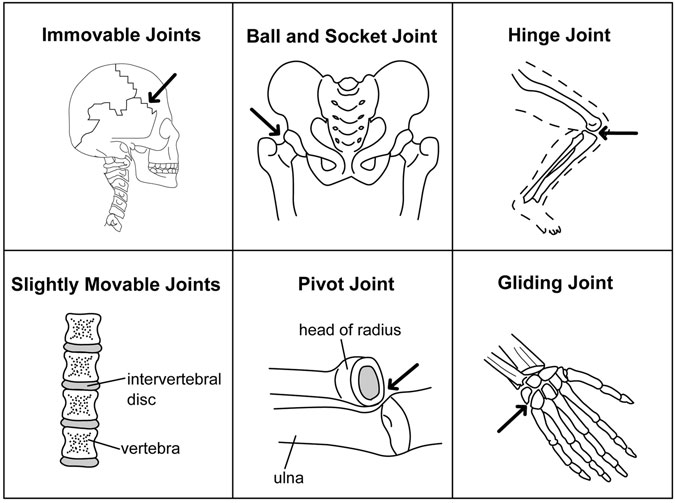 Immovable Joints
Ball and Socket Joint
Hinge Joint
Slightly Movable Joints
intervertebral
disc
vertebra
Pivot Joint
head of radius
ulna
Gliding Joint